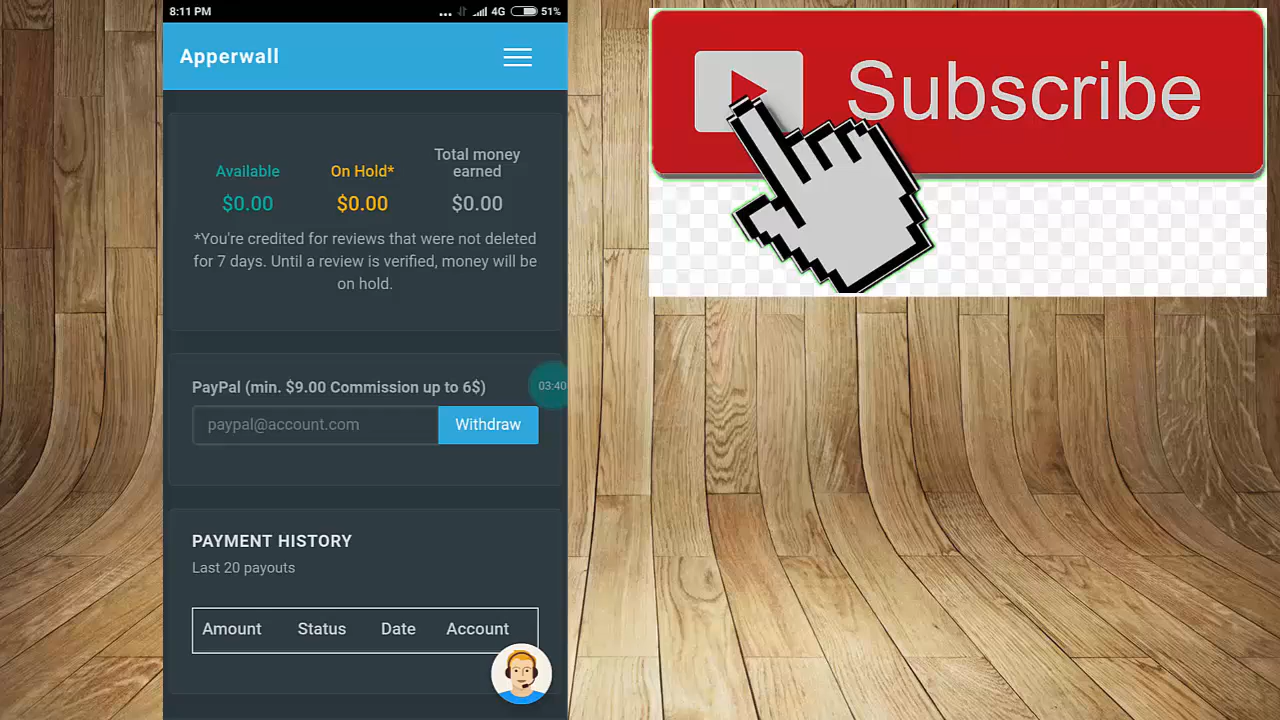 8:11 PM
4G 51%
Apperwall
Subscribe
Available
On Hold*
Total money
earned
$0.00
$0.00
$0.00
*You're credited for reviews that were not deleted
for 7 days. Until a review is verified, money will be
on hold.
PayPal (min. $9.00 Commission up to 6$)
03:40
paypal@account.com
Withdraw
PAYMENT HISTORY
Last 20 payouts
Amount Status Date Account